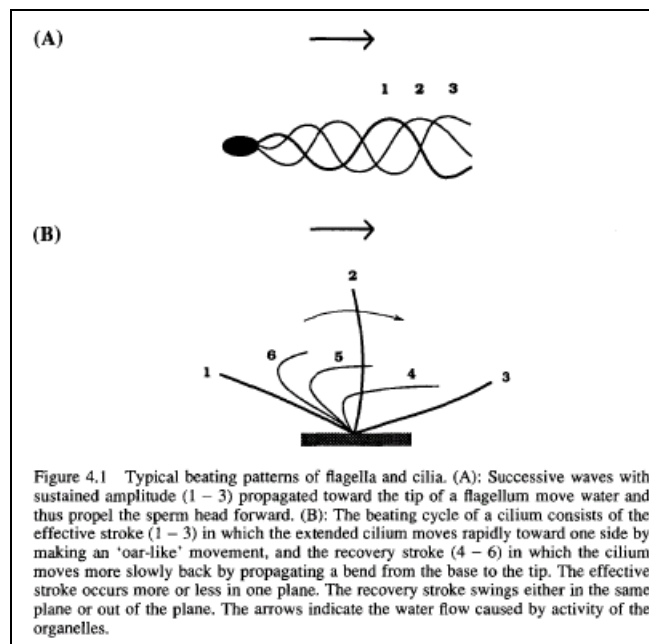 (A)
1 2 3
(B)
2
6
5
1
4
3
Figure 4.1 Typical beating patterns of flagella and cilia. (A): Successive waves with
sustained amplitude (1 – 3) propagated toward the tip of a flagellum move water and
thus propel the sperm head forward. (B): The beating cycle of a cilium consists of the
effective stroke (1 – 3) in which the extended cilium moves rapidly toward one side by
making an 'oar-like' movement, and the recovery stroke (4 – 6) in which the cilium
moves more slowly back by propagating a bend from the base to the tip. The effective
stroke occurs more or less in one plane. The recovery stroke swings either in the same
plane or out of the plane. The arrows indicate the water flow caused by activity of the
organelles.